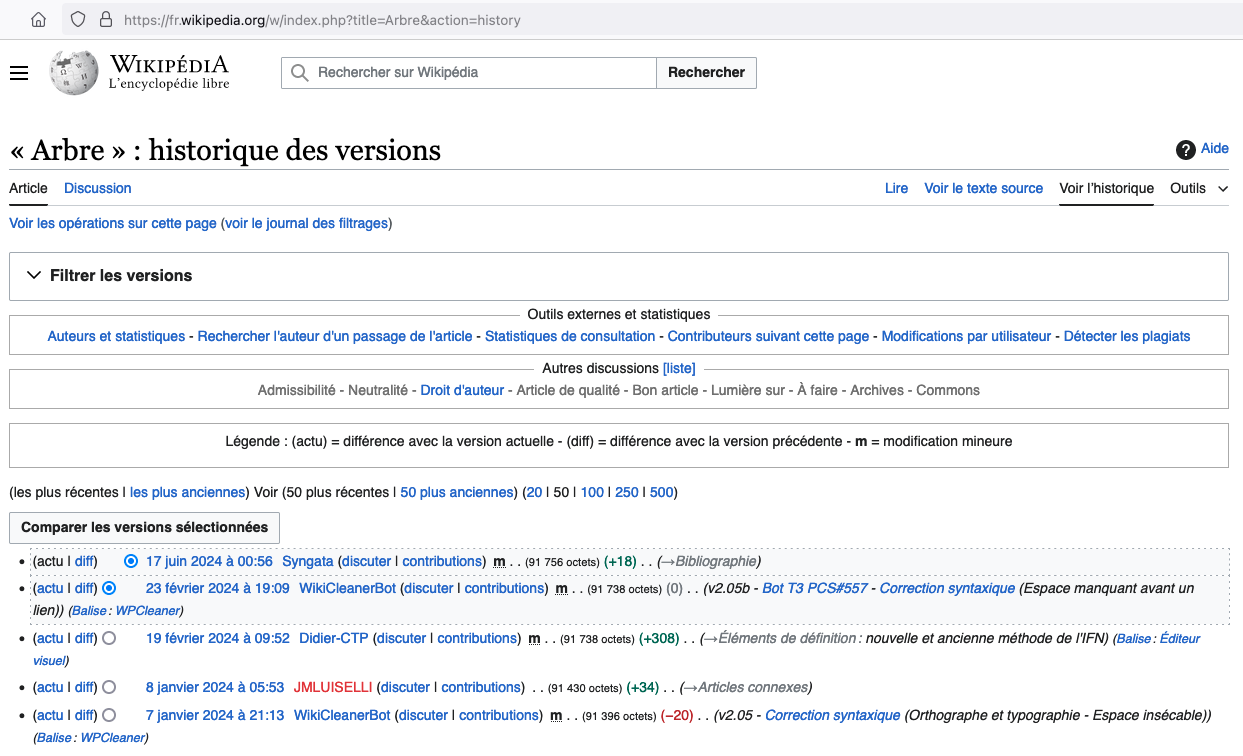 https://fr.wikipedia.org/w/index.php?title=Arbre&action=history
WIKIPÉDIA
L'encyclopédie libre
Rechercher sur Wikipédia
Rechercher
« Arbre » : historique des versions
? Aide
Article Discussion Lire Voir le texte source Voir l'historique Outils
Voir les opérations sur cette page (voir le journal des filtrages)
Filtrer les versions
Outils externes et statistiques
Auteurs et statistiques - Rechercher l'auteur d'un passage de l'article - Statistiques de consultation - Contributeurs suivant cette page - Modifications par utilisateur - Détecter les plagiats
Autres discussions [liste]
Admissibilité - Neutralité - Droit d'auteur - Article de qualité - Bon article - Lumière sur - À faire - Archives - Commons
Légende : (actu) = différence avec la version actuelle - (diff) = différence avec la version précédente - m = modification mineure
(les plus récentes | les plus anciennes) Voir (50 plus récentes | 50 plus anciennes) (20 | 50 | 100 | 250 | 500)
Comparer les versions sélectionnées
• (actu | diff) 17 juin 2024 à 00:56 Syngata (discuter | contributions) m . . (91 756 octets) (+18) . . (→Bibliographie)
• (actu | diff) 23 février 2024 à 19:09 WikiCleanerBot (discuter | contributions) m . . (91 738 octets) (0) . . (v2.05b - Bot T3 PCS#557 - Correction syntaxique (Espace manquant avant un
lien)) (Balise : WPCleaner)
• (actu | diff) 19 février 2024 à 09:52 Didier-CTP (discuter | contributions) m . . (91 738 octets) (+308) . . (→Éléments de définition : nouvelle et ancienne méthode de l'IFN) (Balise : Éditeur
visuel)
• (actu | diff) 8 janvier 2024 à 05:53 JMLUISELLI (discuter | contributions) . . (91 430 octets) (+34) . . (→Articles connexes)
• (actu | diff) 7 janvier 2024 à 21:13 WikiCleanerBot (discuter | contributions) m . . (91 396 octets) (−20) . . (v2.05 - Correction syntaxique (Orthographe et typographie - Espace insécable))
(Balise : WPCleaner)